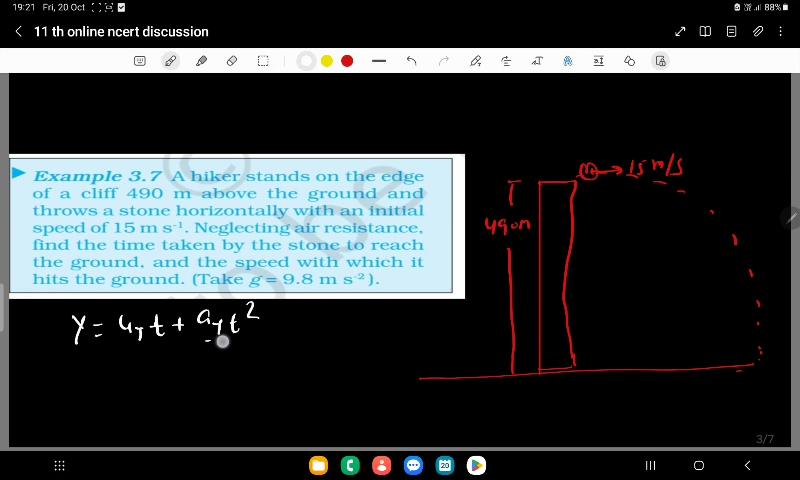 19:21 Fri, 20 Oct 88%
11 th online ncert discussion
Example 3.7 A hiker stands on the edge
of a cliff 490 m above the ground and
throws a stone horizontally with an initial
speed of 15 m s-1. Neglecting air resistance,
find the time taken by the stone to reach
the ground, and the speed with which it
hits the ground. (Take g = 9.8 m s-2 ).
m → 15 m/s
490m
Y = uyt + ayt2
3/7
20